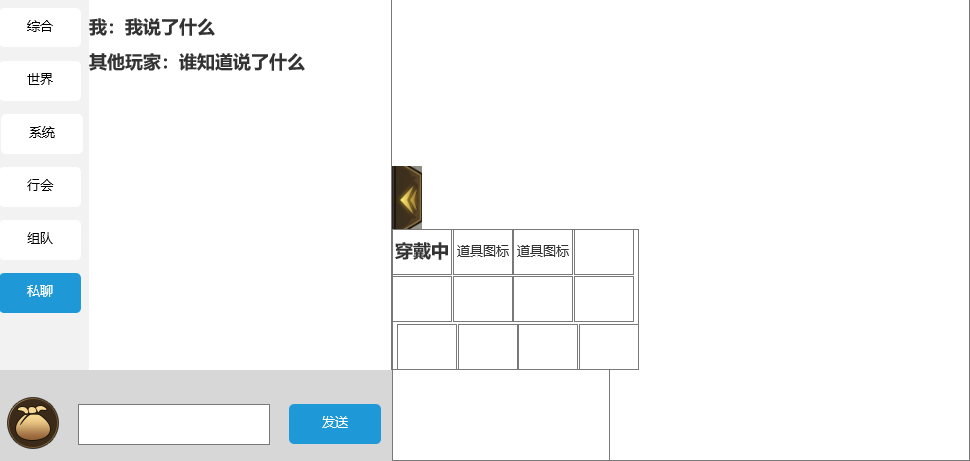 综合
世界
系统
行会
组队
私聊
我：我说了什么
其他玩家：谁知道说了什么
穿戴中 道具图标 道具图标
发送